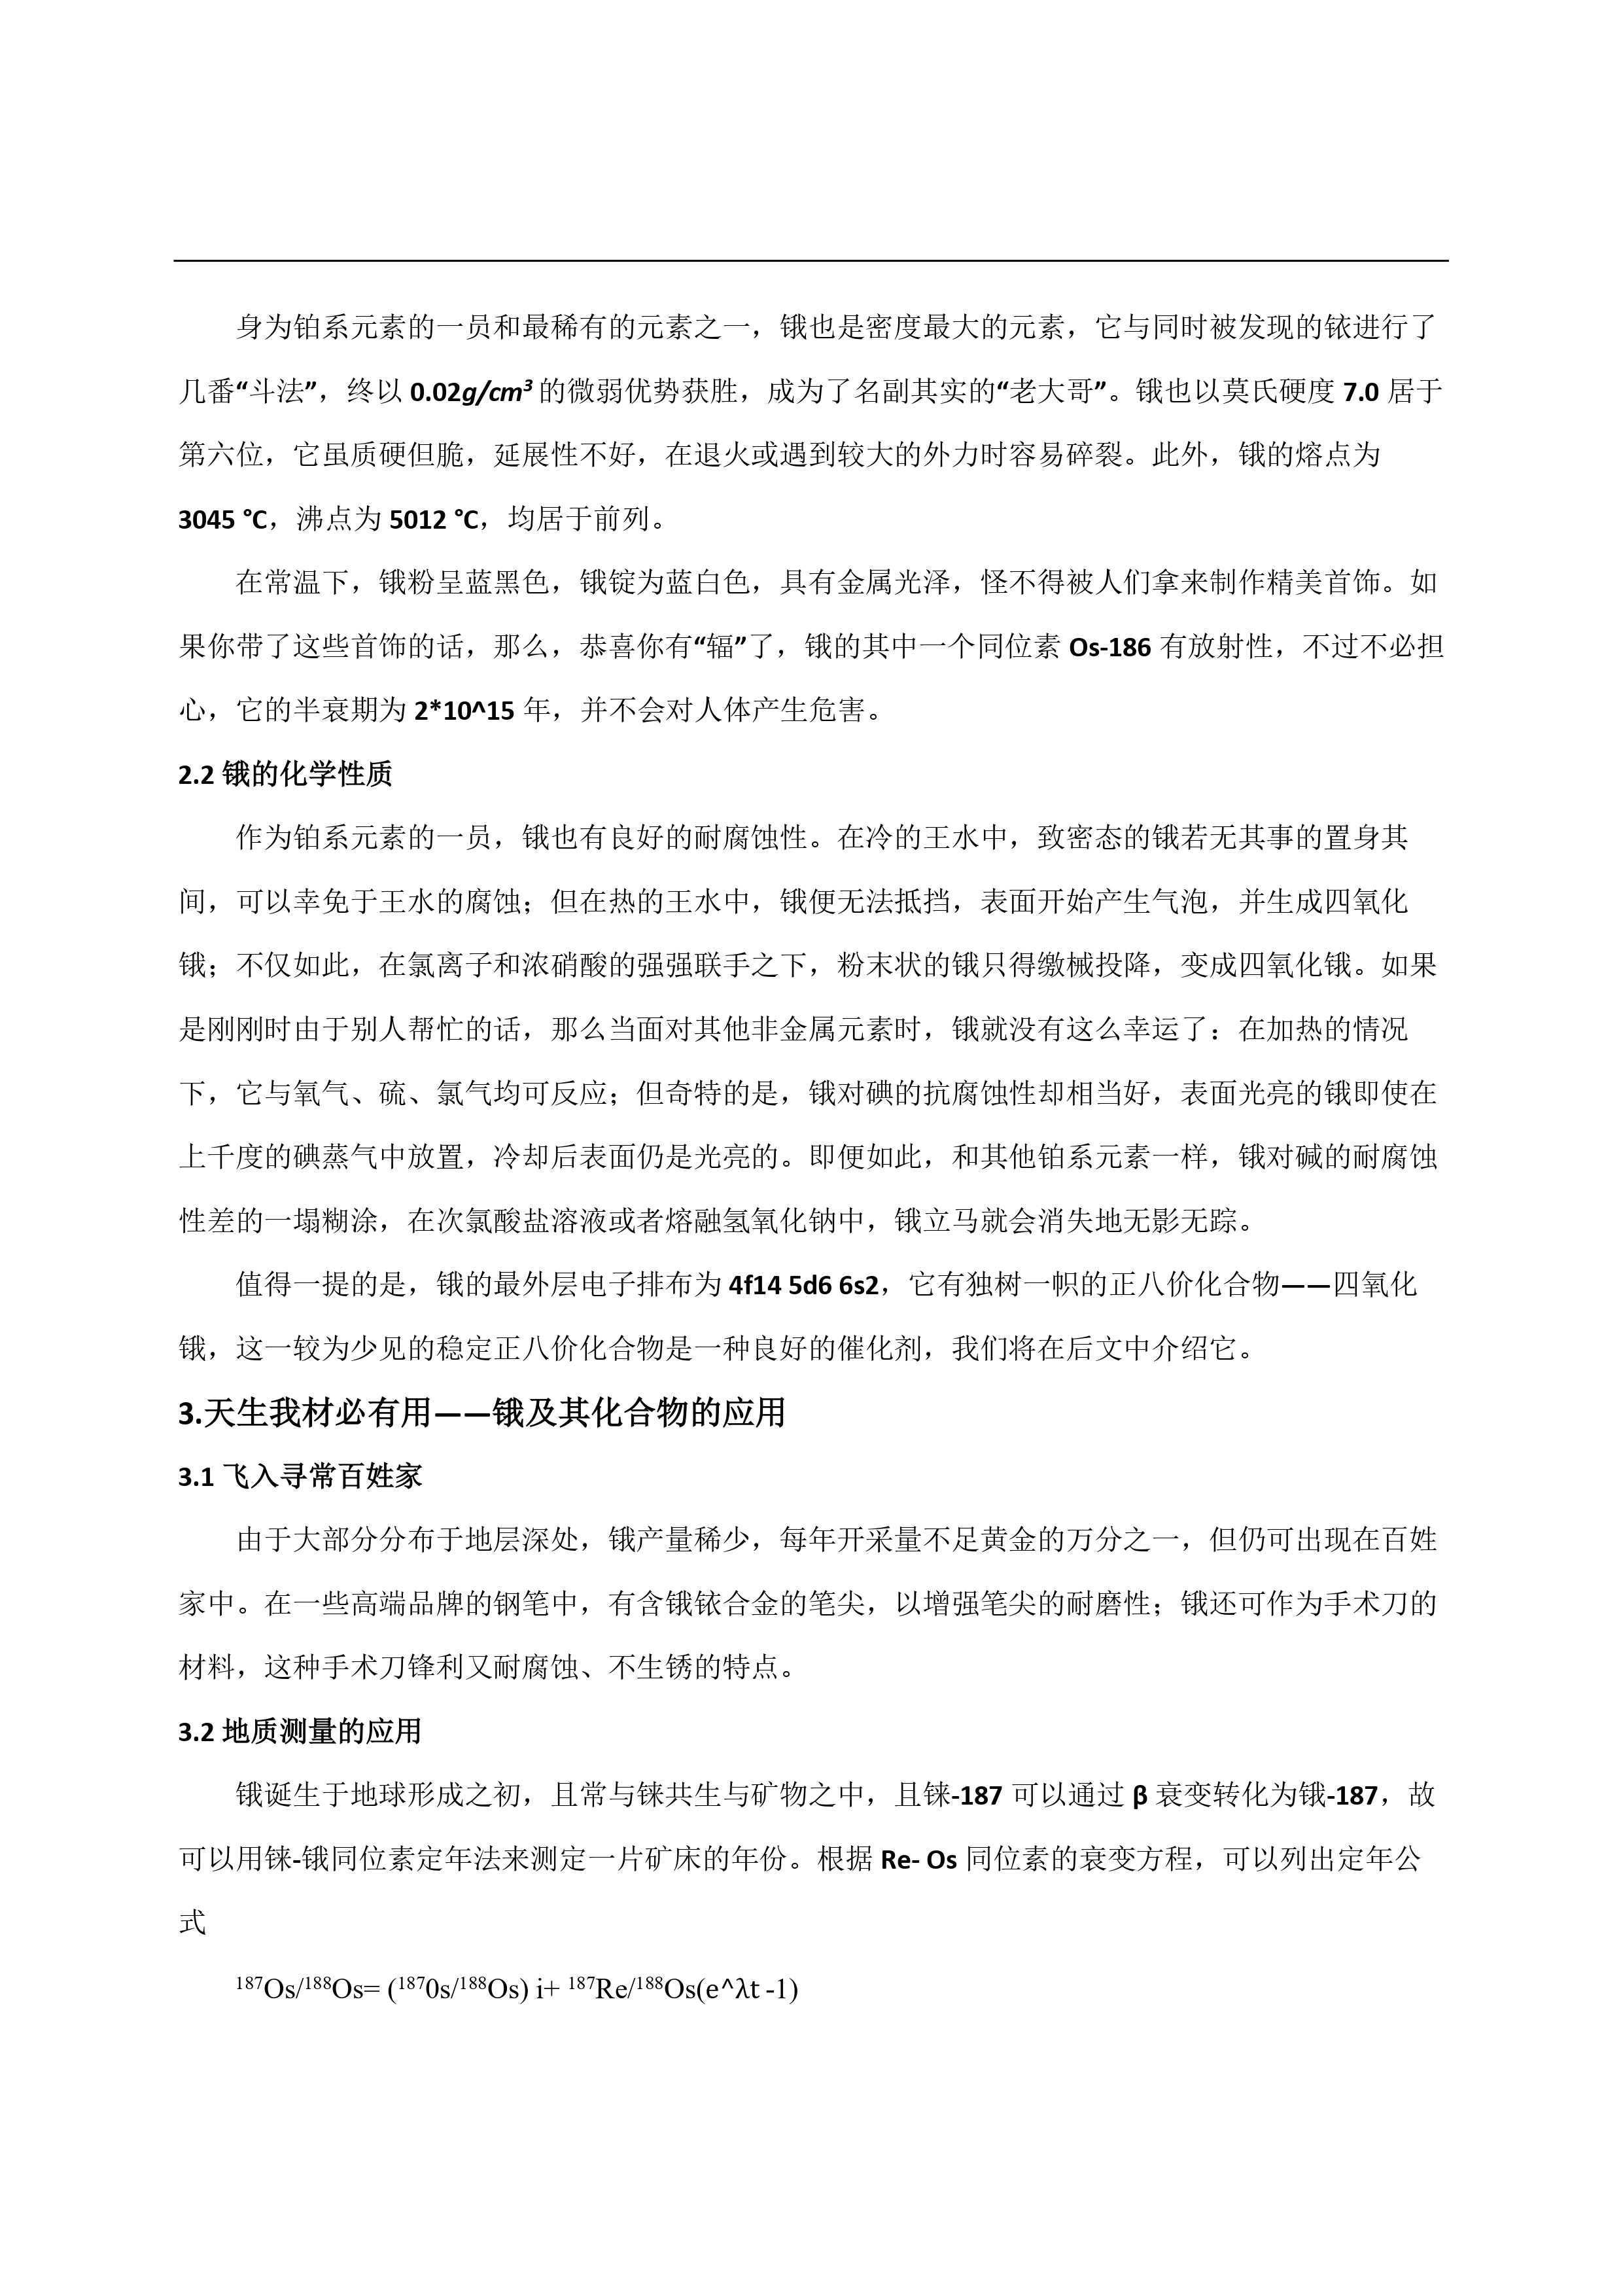 身为铂系元素的一员和最稀有的元素之一，锇也是密度最大的元素，它与同时被发现的铱进行了
几番“斗法”，终以 0.02g/cm³ 的微弱优势获胜，成为了名副其实的“老大哥”。锇也以莫氏硬度 7.0 居于
第六位，它虽质硬但脆，延展性不好，在退火或遇到较大的外力时容易碎裂。此外，锇的熔点为
3045 ℃，沸点为 5012 ℃，均居于前列。
在常温下，锇粉呈蓝黑色，锇锭为蓝白色，具有金属光泽，怪不得被人们拿来制作精美首饰。如
果你带了这些首饰的话，那么，恭喜你有“辐”了，锇的其中一个同位素 Os-186 有放射性，不过不必担
心，它的半衰期为 2*10^15 年，并不会对人体产生危害。
2.2 锇的化学性质
作为铂系元素的一员，锇也有良好的耐腐蚀性。在冷的王水中，致密态的锇若无其事的置身其
间，可以幸免于王水的腐蚀；但在热的王水中，锇便无法抵挡，表面开始产生气泡，并生成四氧化
锇；不仅如此，在氯离子和浓硝酸的强强联手之下，粉末状的锇只得缴械投降，变成四氧化锇。如果
是刚刚时由于别人帮忙的话，那么当面对其他非金属元素时，锇就没有这么幸运了：在加热的情况
下，它与氧气、硫、氯气均可反应；但奇特的是，锇对碘的抗腐蚀性却相当好，表面光亮的锇即使在
上千度的碘蒸气中放置，冷却后表面仍是光亮的。即便如此，和其他铂系元素一样，锇对碱的耐腐蚀
性差的一塌糊涂，在次氯酸盐溶液或者熔融氢氧化钠中，锇立马就会消失地无影无踪。
值得一提的是，锇的最外层电子排布为 4f14 5d6 6s2，它有独树一帜的正八价化合物——四氧化
锇，这一较为少见的稳定正八价化合物是一种良好的催化剂，我们将在后文中介绍它。
3.天生我材必有用——锇及其化合物的应用
3.1 飞入寻常百姓家
由于大部分分布于地层深处，锇产量稀少，每年开采量不足黄金的万分之一，但仍可出现在百姓
家中。在一些高端品牌的钢笔中，有含锇铱合金的笔尖，以增强笔尖的耐磨性；锇还可作为手术刀的
材料，这种手术刀锋利又耐腐蚀、不生锈的特点。
3.2 地质测量的应用
锇诞生于地球形成之初，且常与铼共生与矿物之中，且铼-187 可以通过 β 衰变转化为锇-187，故
可以用铼-锇同位素定年法来测定一片矿床的年份。根据 Re- Os 同位素的衰变方程，可以列出定年公
式
¹⁸⁷Os/¹⁸⁸Os= (¹⁸⁷0s/¹⁸⁸Os) i+ ¹⁸⁷Re/¹⁸⁸Os(e^λt -1)